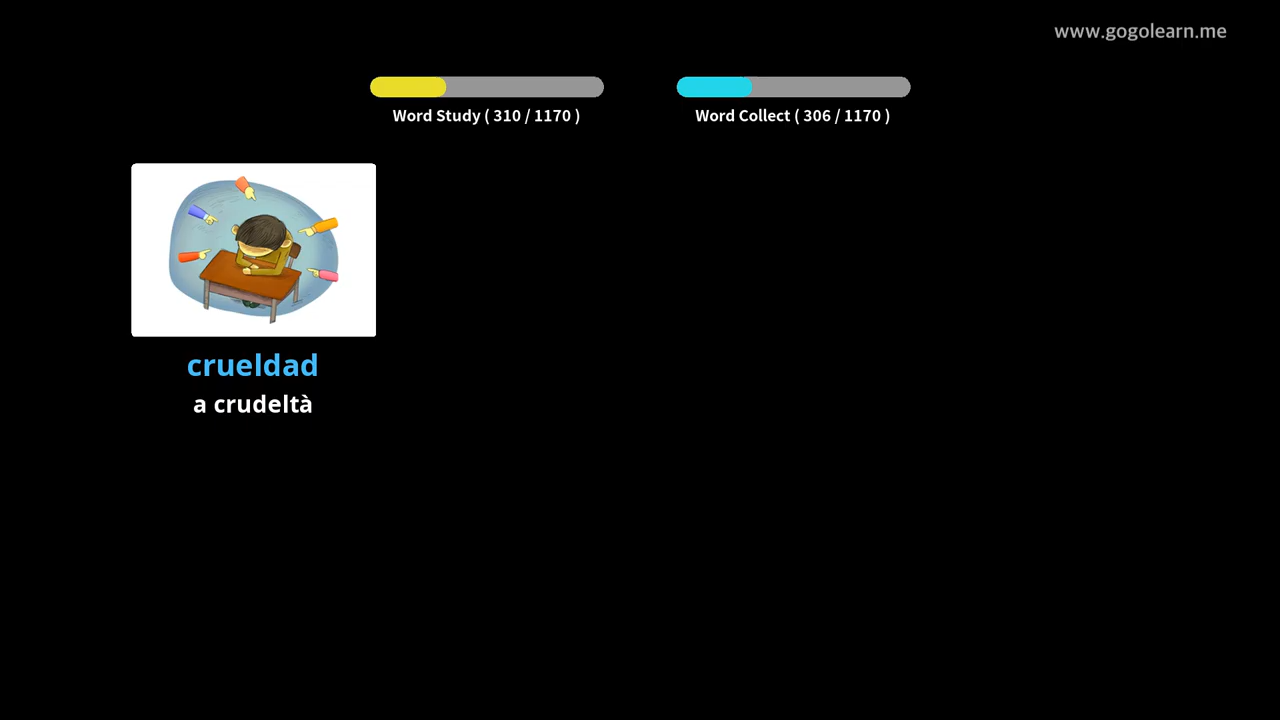 www.gogolearn.me
Word Study ( 310 / 1170 )
Word Collect ( 306 / 1170 )
crueldad
a crudeltà